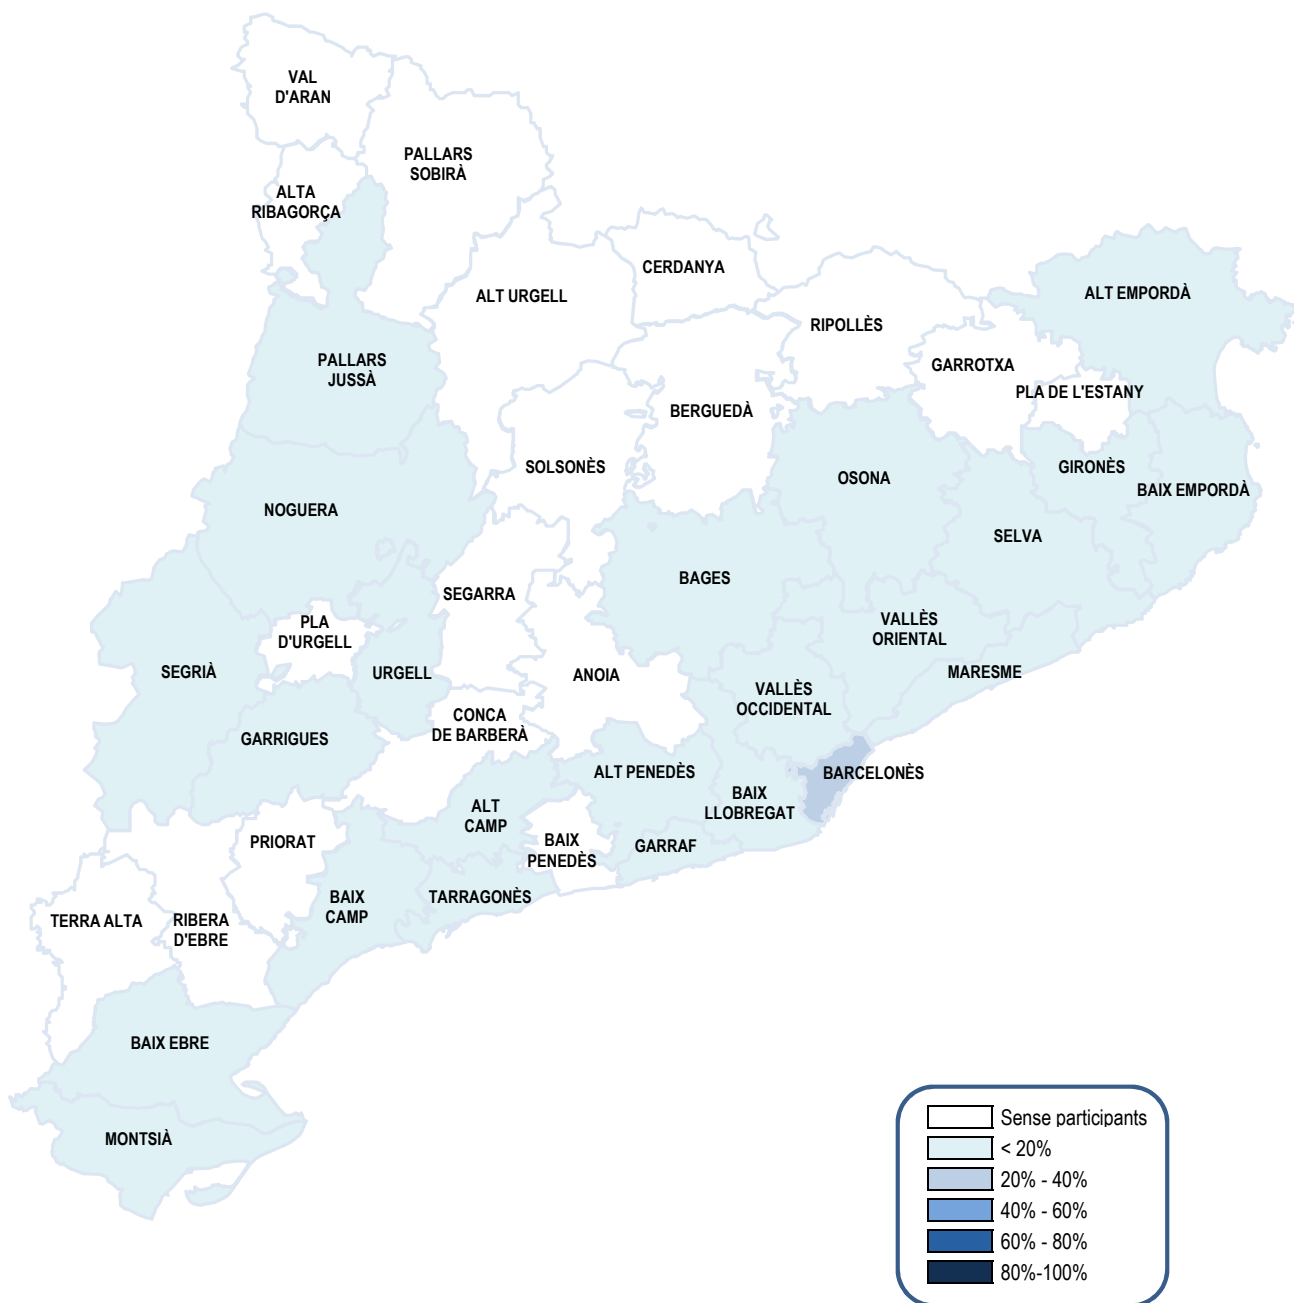 VAL
D'ARAN
PALLARS
SOBIRÀ
ALTA
RIBAGORÇA
CERDANYA
ALT URGELL
ALT EMPORDÀ
RIPOLLÈS
PALLARS
JUSSÀ
GARROTXA
PLA DE L'ESTANY
BERGUEDÀ
SOLSONÈS
GIRONÈS
OSONA
BAIX EMPORDÀ
NOGUERA
SELVA
BAGES
SEGARRA
PLA
D'URGELL
VALLÈS
ORIENTAL
SEGRIÀ
URGELL
ANOIA
MARESME
VALLÈS
OCCIDENTAL
CONCA
DE BARBERÀ
GARRIGUES
ALT PENEDÈS
BARCELONÈS
BAIX
LLOBREGAT
ALT
CAMP
PRIORAT
BAIX
PENEDÈS
GARRAF
BAIX
CAMP
TARRAGONÈS
TERRA ALTA
RIBERA
D'EBRE
BAIX EBRE
MONTSIÀ
Sense participants
< 20%
20% - 40%
40% - 60%
60% - 80%
80%-100%